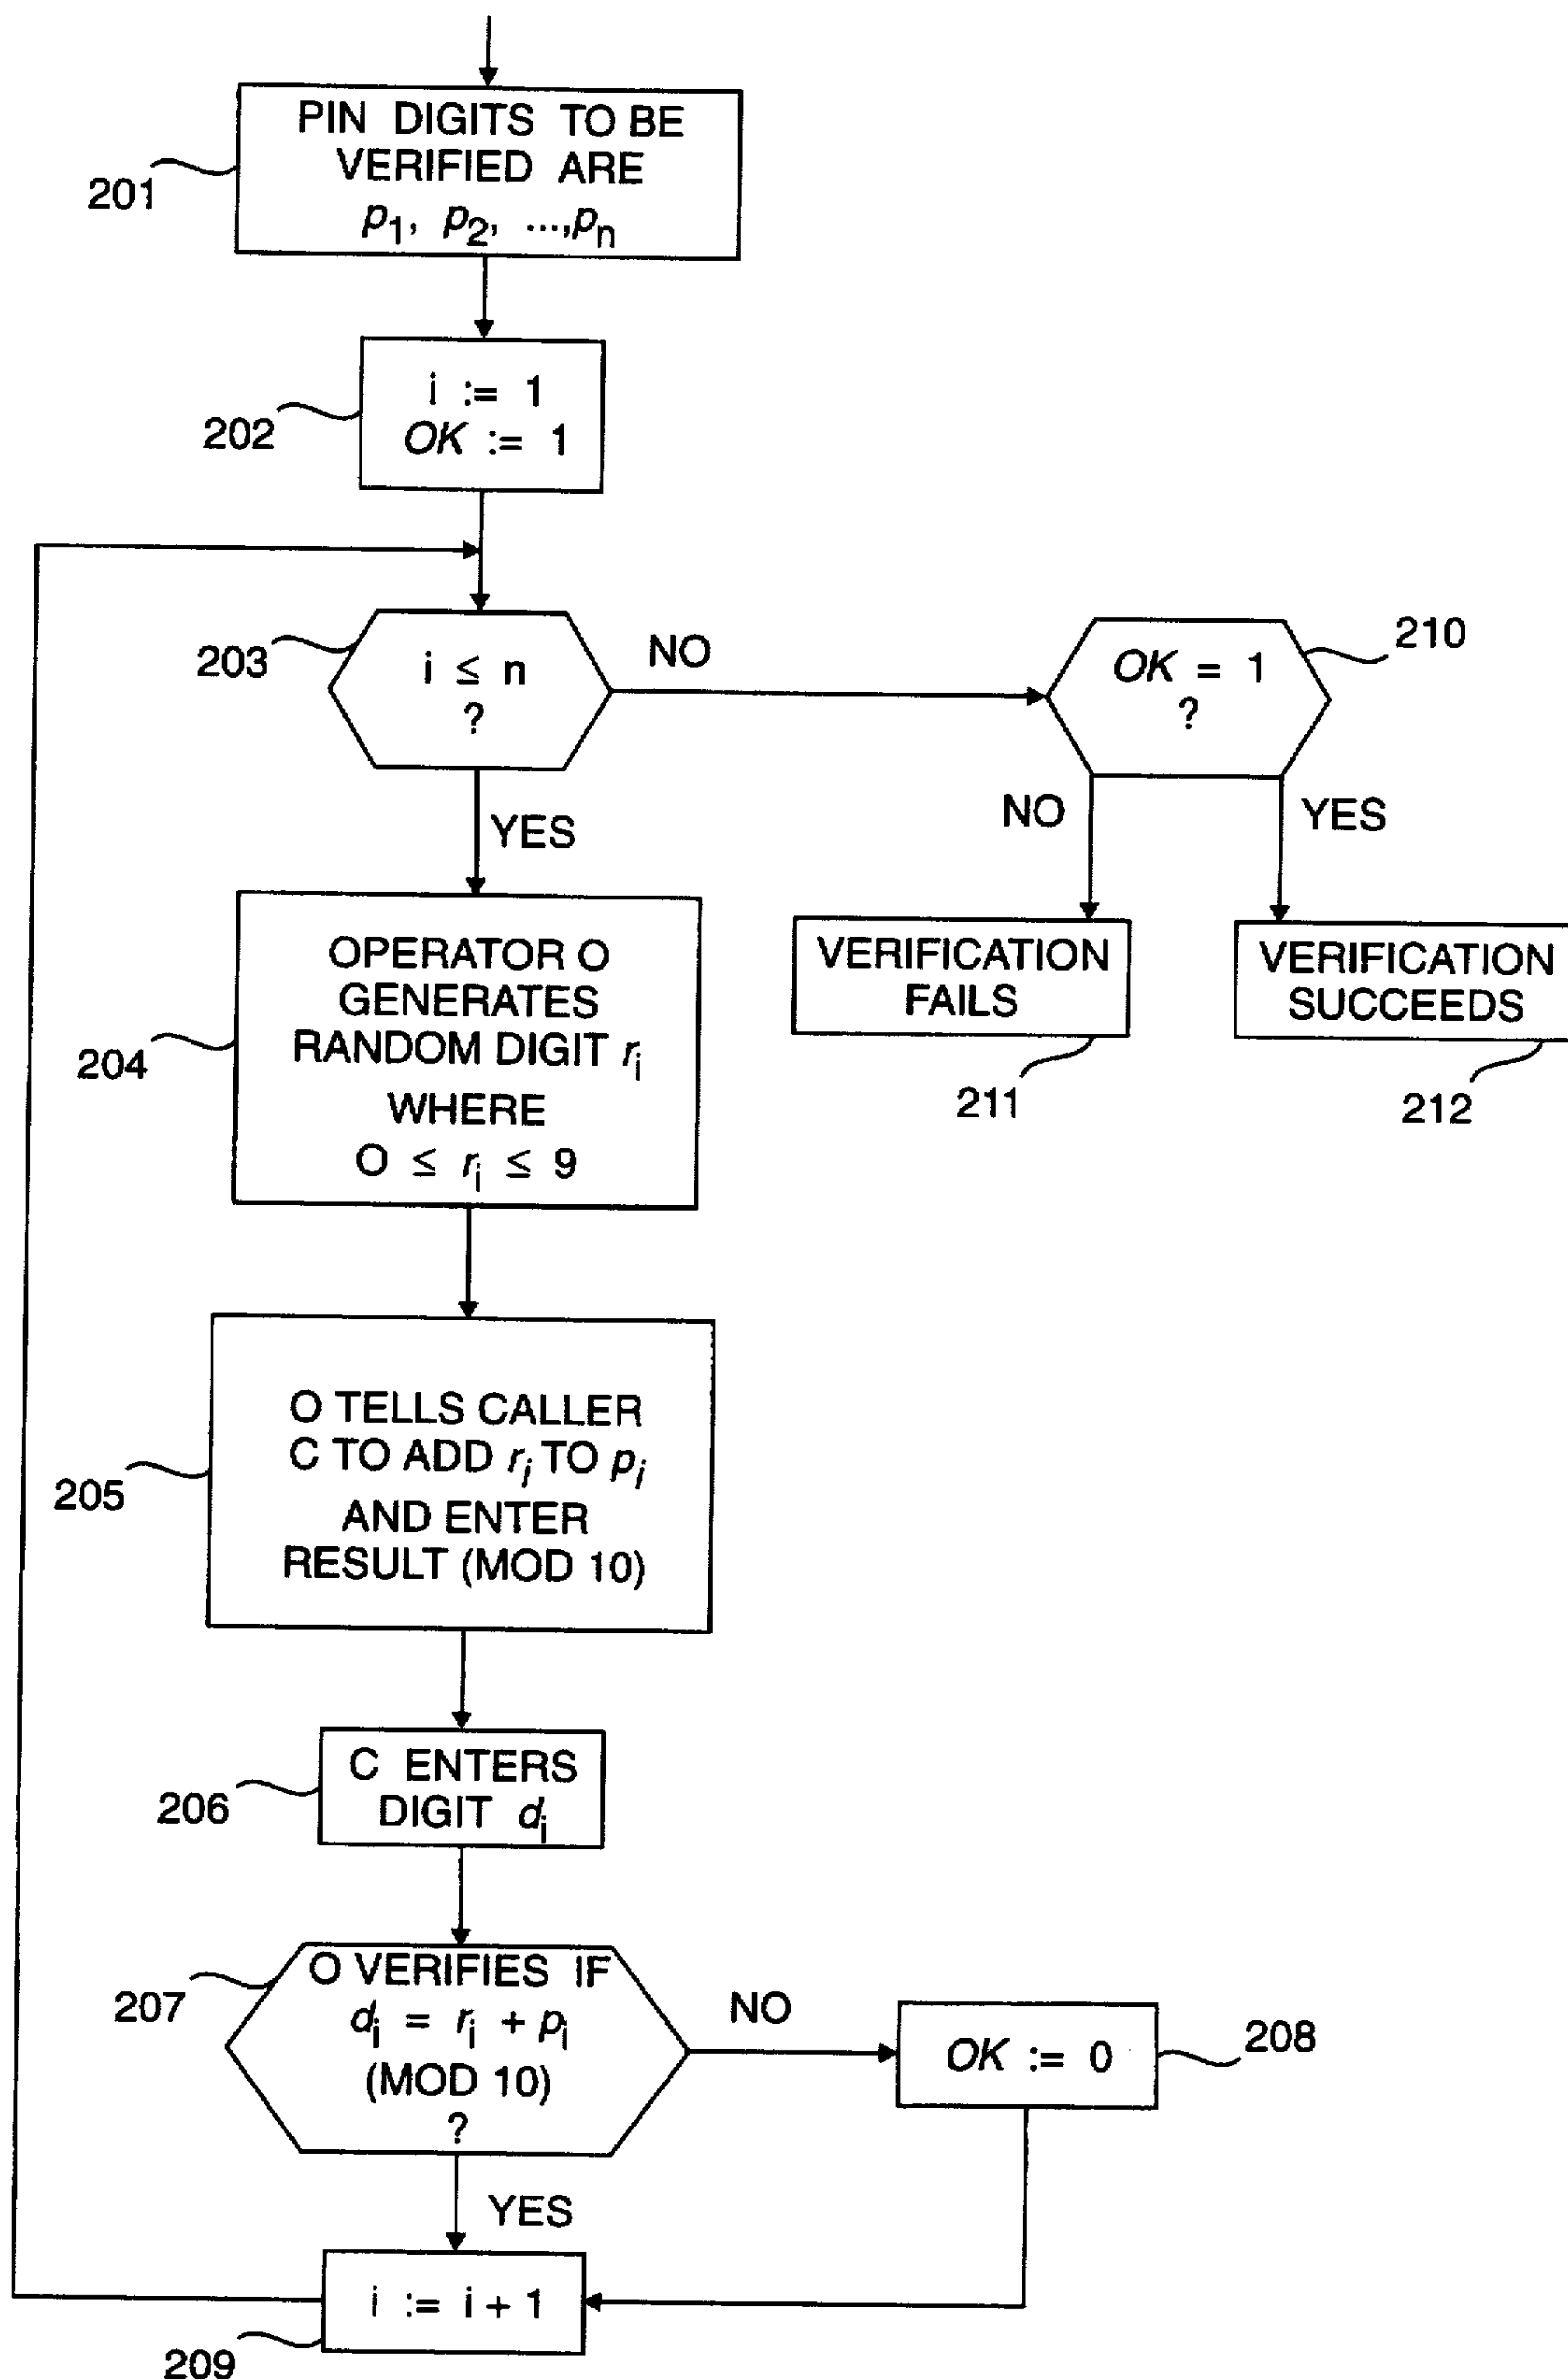 PIN DIGITS TO BE
VERIFIED ARE
p1, p2, ...,pn
201
i := 1
OK := 1
202
203
i ≤ n
?
NO
YES
OK = 1
?
210
NO
YES
VERIFICATION
FAILS
211
VERIFICATION
SUCCEEDS
212
OPERATOR O
GENERATES
RANDOM DIGIT ri
WHERE
O ≤ ri ≤ 9
204
O TELLS CALLER
C TO ADD ri TO pi
AND ENTER
RESULT (MOD 10)
205
C ENTERS
DIGIT di
206
O VERIFIES IF
di = ri + pi
(MOD 10)
?
207
NO
YES
OK := 0
208
i := i + 1
209